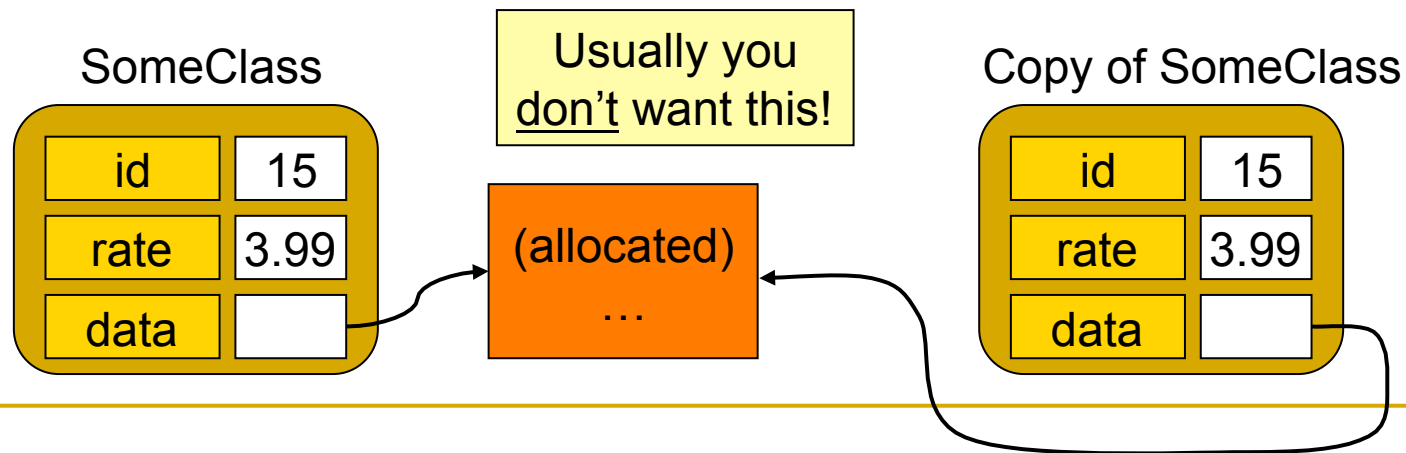 SomeClass
id 15
rate 3.99
data
Usually you
don’t want this!
(allocated)
…
Copy of SomeClass
id 15
rate 3.99
data